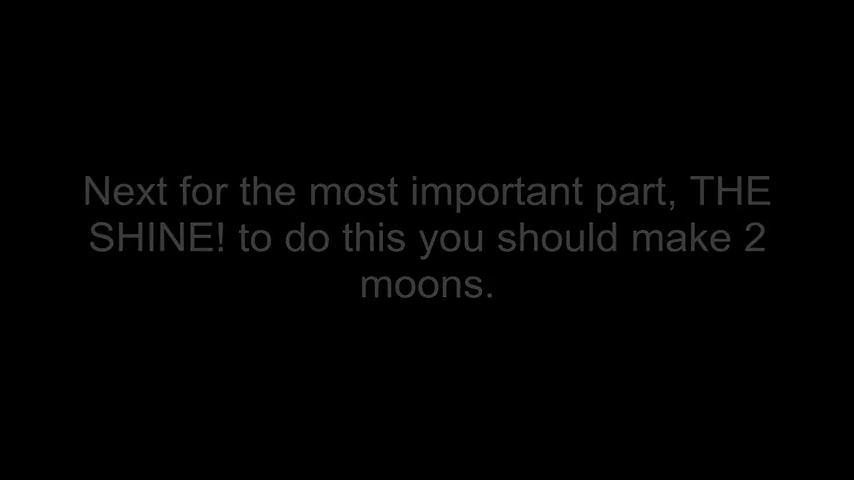 Next for the most important part, THE
SHINE! to do this you should make 2
moons.